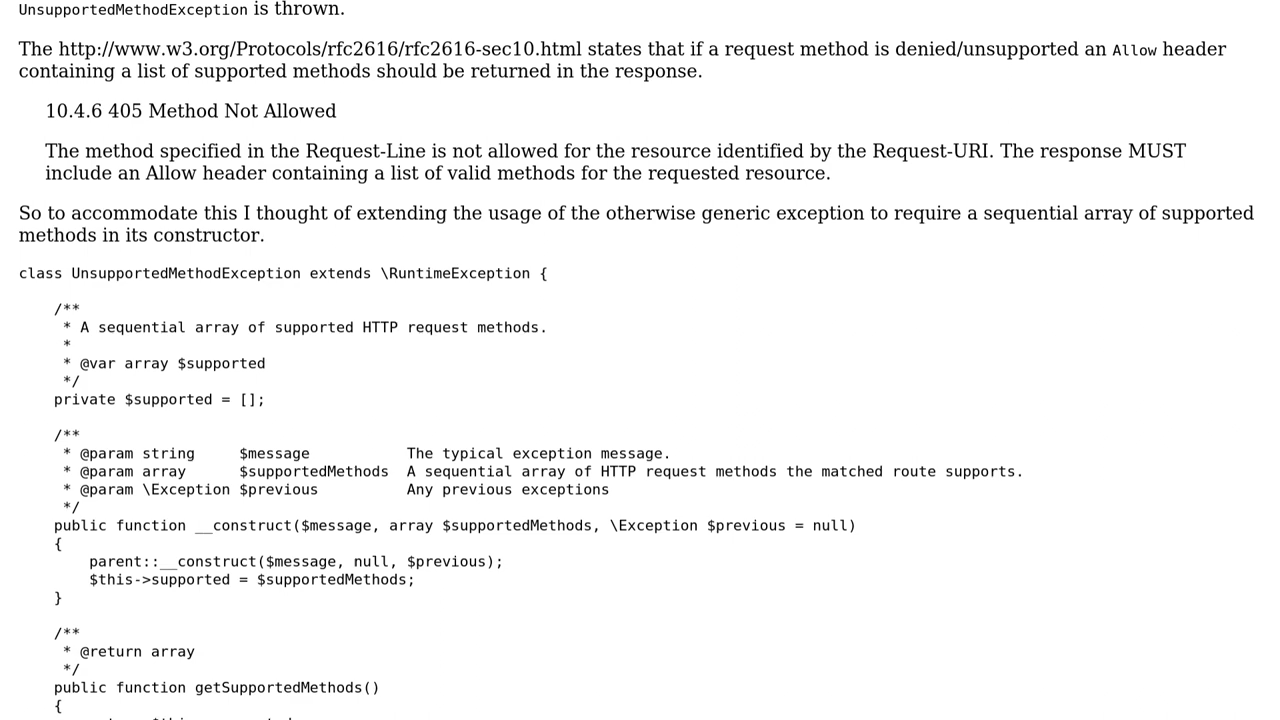 UnsupportedMethodException is thrown.
The http://www.w3.org/Protocols/rfc2616/rfc2616-sec10.html states that if a request method is denied/unsupported an Allow header
containing a list of supported methods should be returned in the response.
10.4.6 405 Method Not Allowed
The method specified in the Request-Line is not allowed for the resource identified by the Request-URI. The response MUST
include an Allow header containing a list of valid methods for the requested resource.
So to accommodate this I thought of extending the usage of the otherwise generic exception to require a sequential array of supported
methods in its constructor.
class UnsupportedMethodException extends \RuntimeException {
    /**
     * A sequential array of supported HTTP request methods.
     *
     * @var array $supported
     */
    private $supported = [];
    /**
     * @param string     $message           The typical exception message.
     * @param array      $supportedMethods  A sequential array of HTTP request methods the matched route supports.
     * @param \Exception $previous          Any previous exceptions
     */
    public function __construct($message, array $supportedMethods, \Exception $previous = null)
    {
        parent::__construct($message, null, $previous);
        $this->supported = $supportedMethods;
    }
    /**
     * @return array
     */
    public function getSupportedMethods()
    {